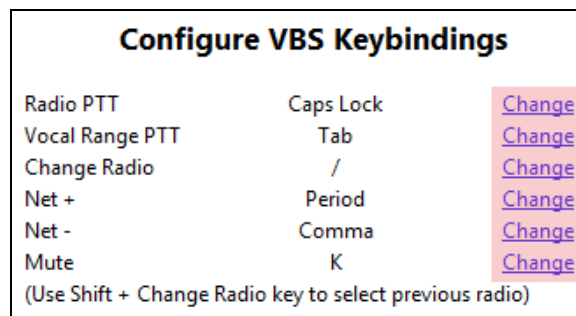 Configure VBS Keybindings
Radio PTT Caps Lock Change
Vocal Range PTT Tab Change
Change Radio / Change
Net + Period Change
Net - Comma Change
Mute K Change
(Use Shift + Change Radio key to select previous radio)